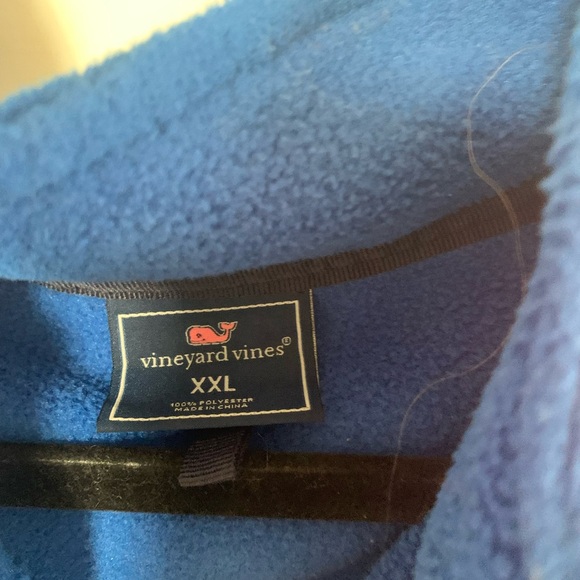 vineyard vines®
XXL
100% POLYESTER
MADE IN CHINA